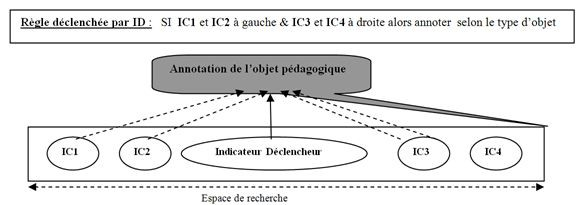 Règle déclenchée par ID : SI IC1 et IC2 à gauche & IC3 et IC4 à droite alors annoter selon le type d'objet
Annotation de l'objet pédagogique
IC1 IC2 Indicateur Déclencheur IC3 IC4
Espace de recherche